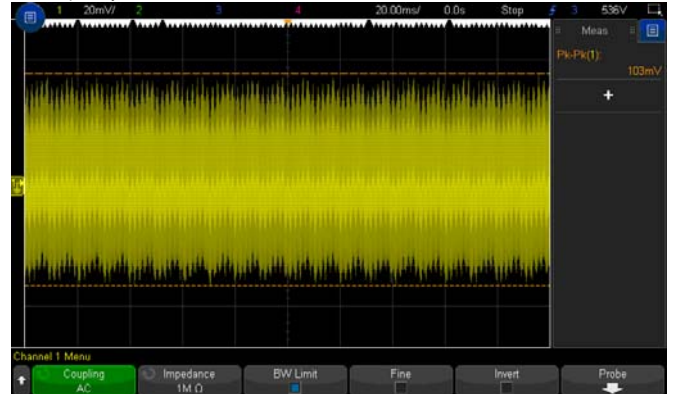 1 20mV/ 2 3 4 20.00ms/ 0.0s Stop 3 536V
Meas
Pk-Pk(1):
103mV
+
Channel 1 Menu
Coupling Impedance BW Limit Fine Invert Probe
AC 1M Ω